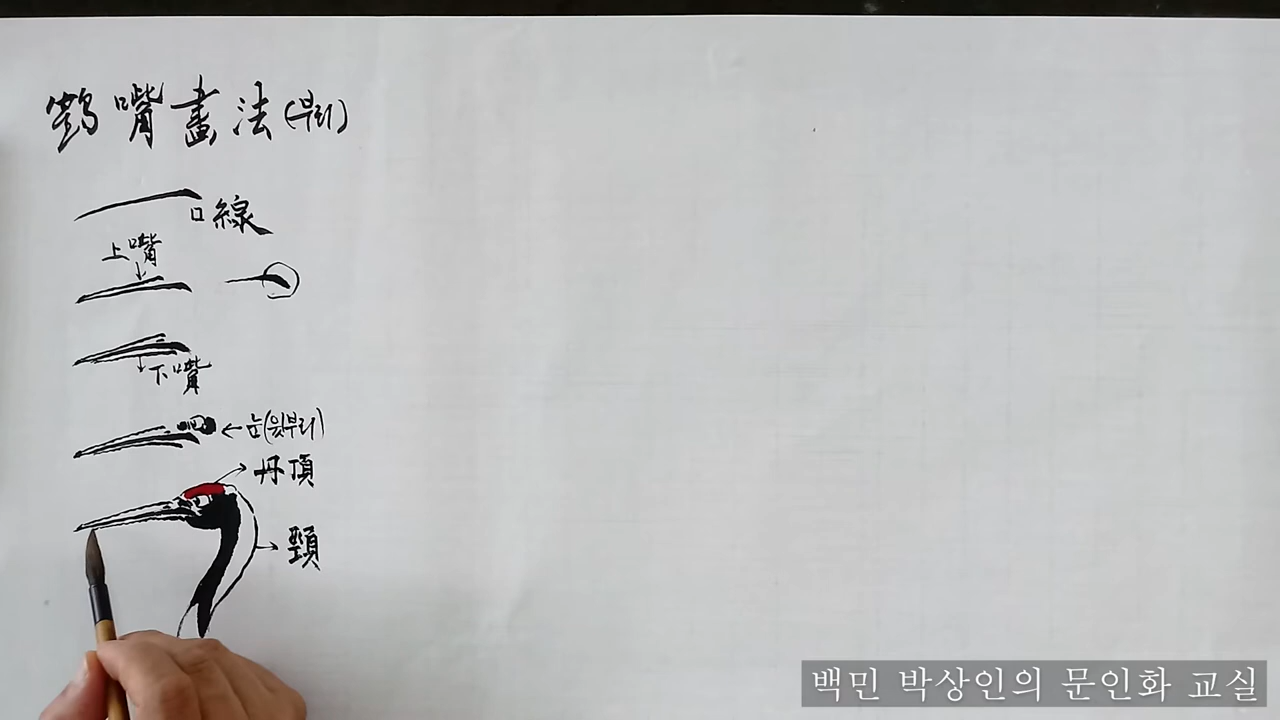 鶴嘴畫法(부리)
口線
上嘴
下嘴
눈(윗부리)
丹頂
頸
백민 박상인의 문인화 교실